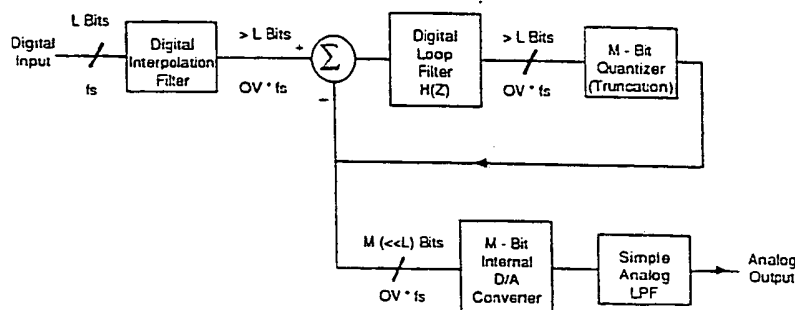 L Bits
Digital
Input
fs
Digital
Interpolation
Filter
> L Bits
OV * fs
+
Σ
−
Digital
Loop
Filter
H(Z)
> L Bits
OV * fs
M - Bit
Quantizer
(Truncation)
M (<<L) Bits
OV * fs
M - Bit
Internal
D/A
Converter
Simple
Analog
LPF
Analog
Output